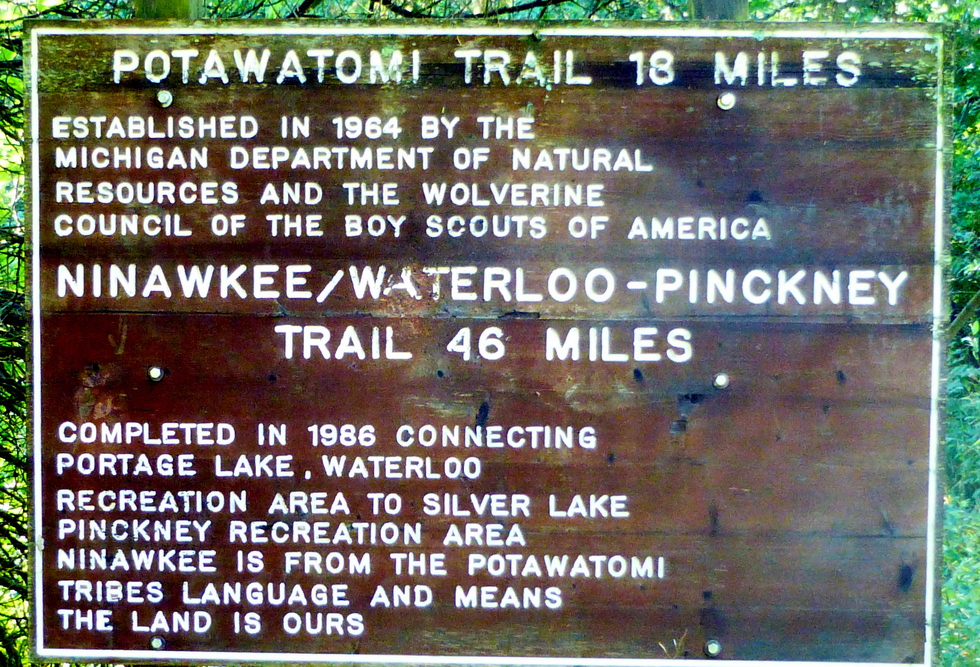 POTAWATOMI TRAIL 18 MILES
ESTABLISHED IN 1964 BY THE
MICHIGAN DEPARTMENT OF NATURAL
RESOURCES AND THE WOLVERINE
COUNCIL OF THE BOY SCOUTS OF AMERICA
NINAWKEE/WATERLOO-PINCKNEY
TRAIL 46 MILES
COMPLETED IN 1986 CONNECTING
PORTAGE LAKE, WATERLOO
RECREATION AREA TO SILVER LAKE
PINCKNEY RECREATION AREA
NINAWKEE IS FROM THE POTAWATOMI
TRIBES LANGUAGE AND MEANS
THE LAND IS OURS